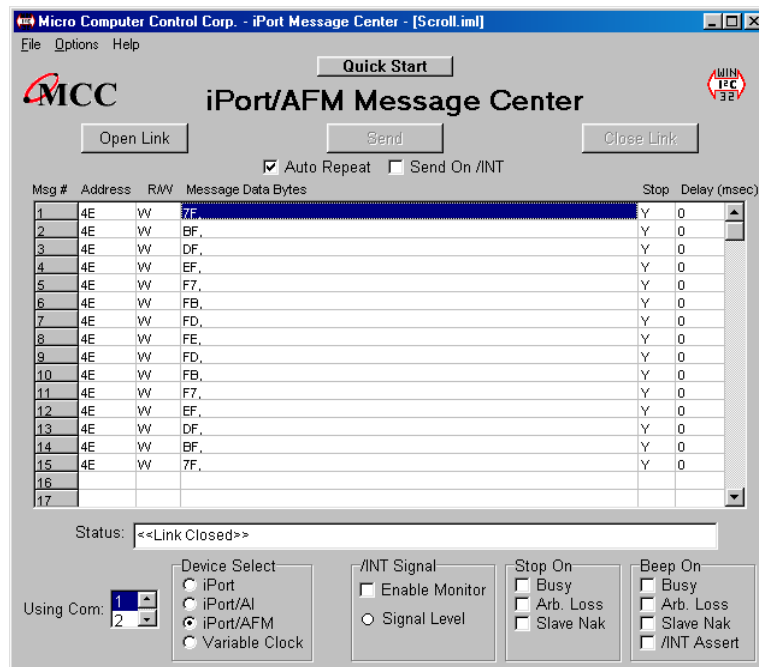 Micro Computer Control Corp. - iPort Message Center - [Scroll.iml]
File Options Help
Quick Start
MCC
iPort/AFM Message Center
WIN
I²C
32
Open Link Send Close Link
Auto Repeat Send On /INT
Msg # Address R/W Message Data Bytes Stop Delay (msec)
1 4E W 7F, Y 0
2 4E W BF, Y 0
3 4E W DF, Y 0
4 4E W EF, Y 0
5 4E W F7, Y 0
6 4E W FB, Y 0
7 4E W FD, Y 0
8 4E W FE, Y 0
9 4E W FD, Y 0
10 4E W FB, Y 0
11 4E W F7, Y 0
12 4E W EF, Y 0
13 4E W DF, Y 0
14 4E W BF, Y 0
15 4E W 7F, Y 0
16
17
Status: <<Link Closed>>
Using Com: 1
2
Device Select
iPort
iPort/AI
iPort/AFM
Variable Clock
/INT Signal
Enable Monitor
Signal Level
Stop On
Busy
Arb. Loss
Slave Nak
Beep On
Busy
Arb. Loss
Slave Nak
/INT Assert